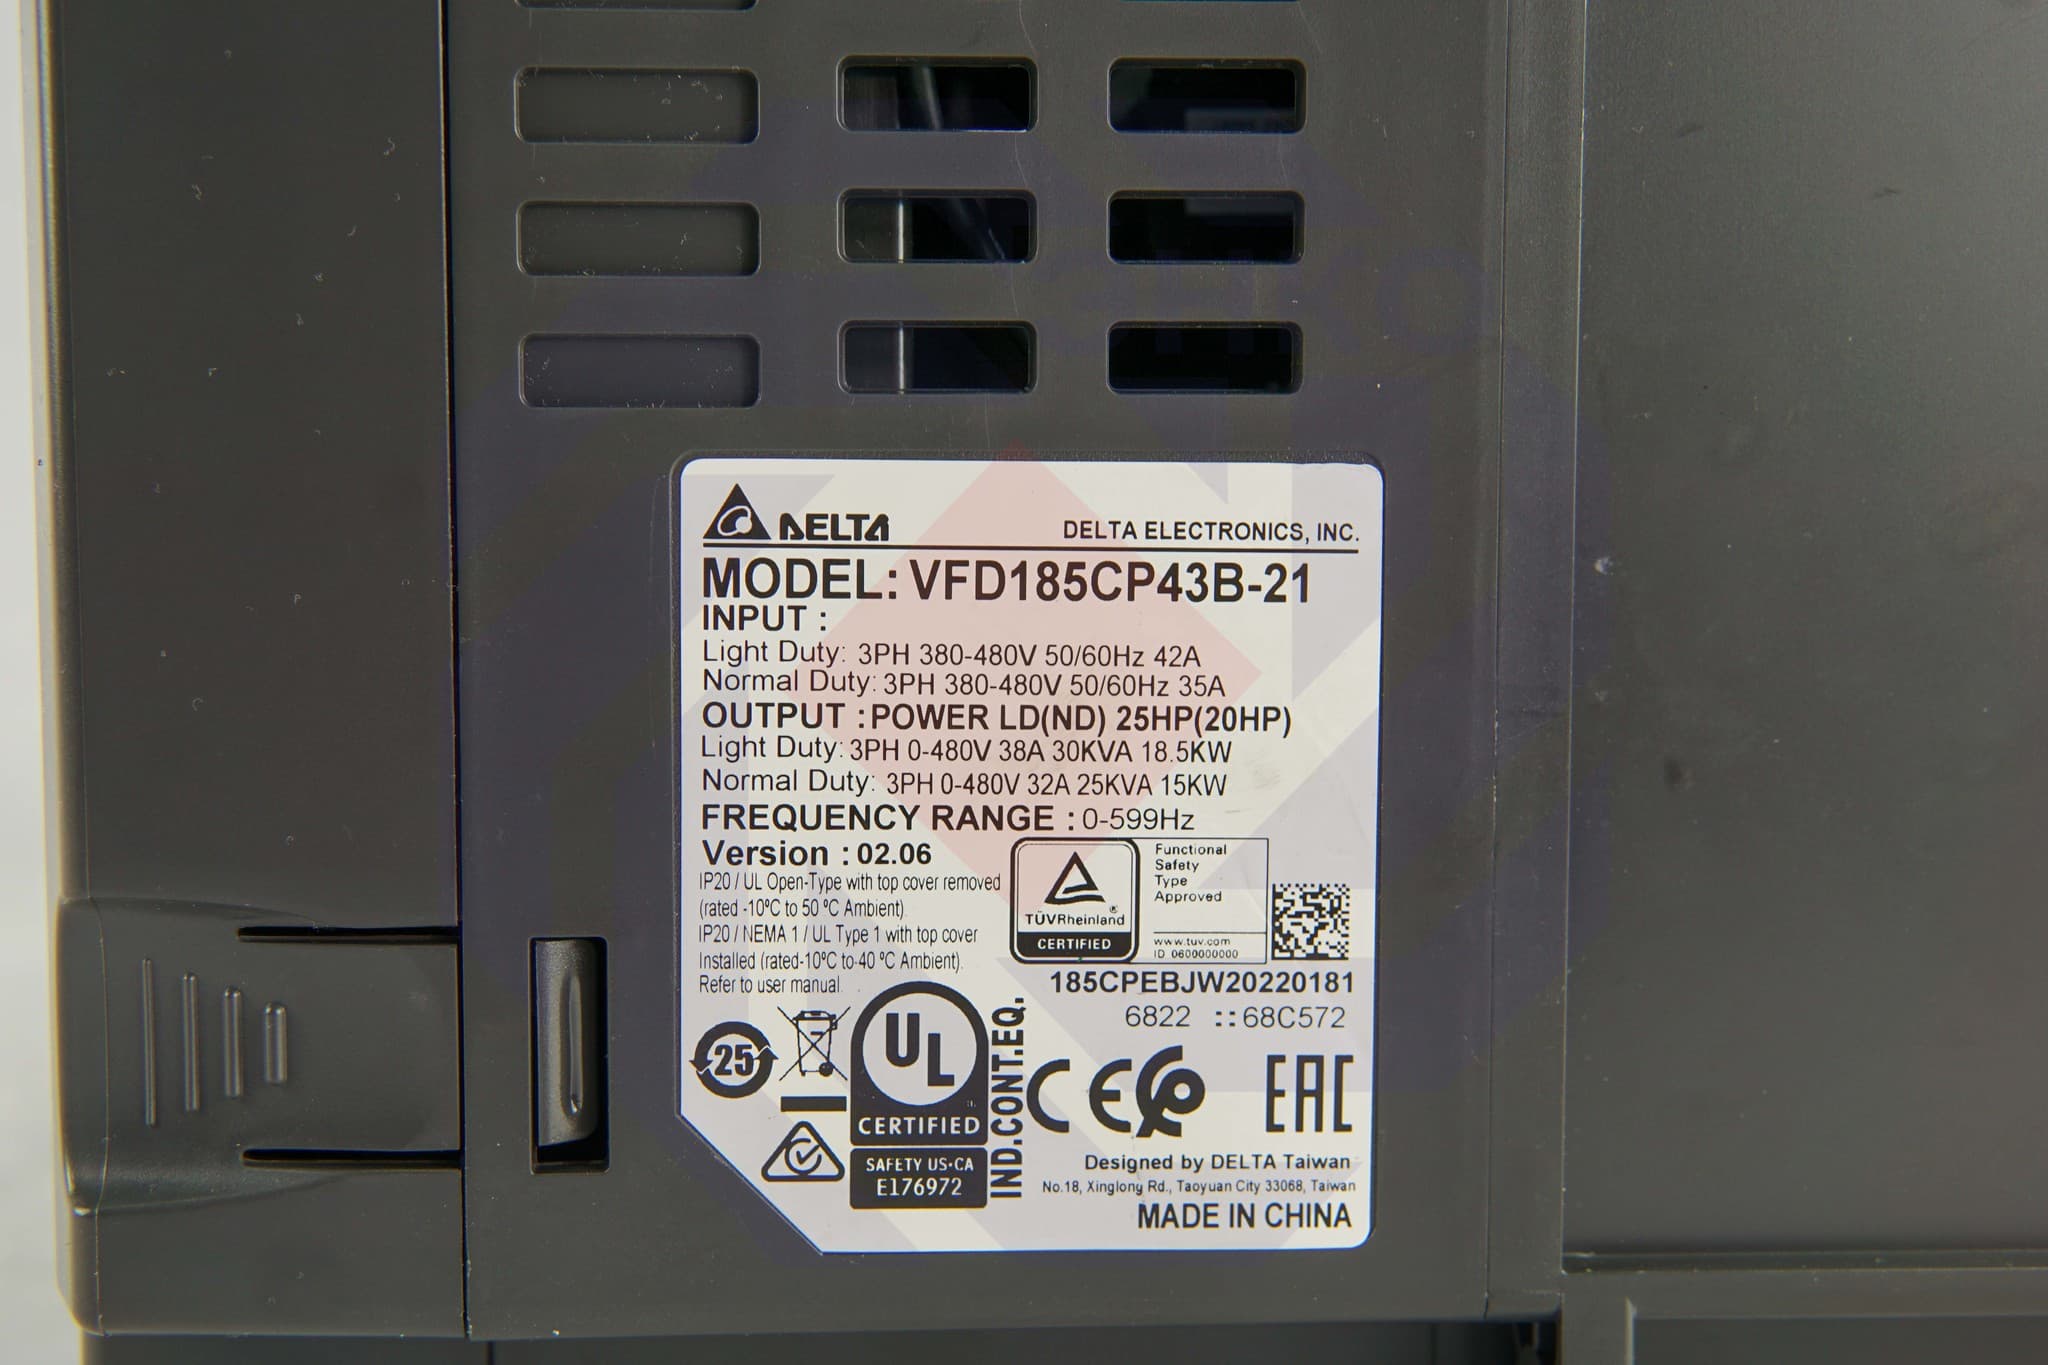 DELTA
DELTA ELECTRONICS, INC.
MODEL: VFD185CP43B-21
INPUT :
Light Duty: 3PH 380-480V 50/60Hz 42A
Normal Duty: 3PH 380-480V 50/60Hz 35A
OUTPUT : POWER LD(ND) 25HP(20HP)
Light Duty: 3PH 0-480V 38A 30KVA 18.5KW
Normal Duty: 3PH 0-480V 32A 25KVA 15KW
FREQUENCY RANGE : 0-599Hz
Version : 02.06
IP20 / UL Open-Type with top cover removed
(rated -10°C to 50 °C Ambient).
IP20 / NEMA 1 / UL Type 1 with top cover
Installed (rated-10°C to 40 °C Ambient).
Refer to user manual.
TÜVRheinland®
CERTIFIED
Functional
Safety
Type
Approved
www.tuv.com
ID 0600000000
185CPEBJW20220181
6822 ::68C572
25
UL
CERTIFIED
SAFETY US•CA
E176972
IND.CONT.EQ.
CE
EAC
Designed by DELTA Taiwan
No.18, Xinglong Rd., Taoyuan City 33068, Taiwan
MADE IN CHINA